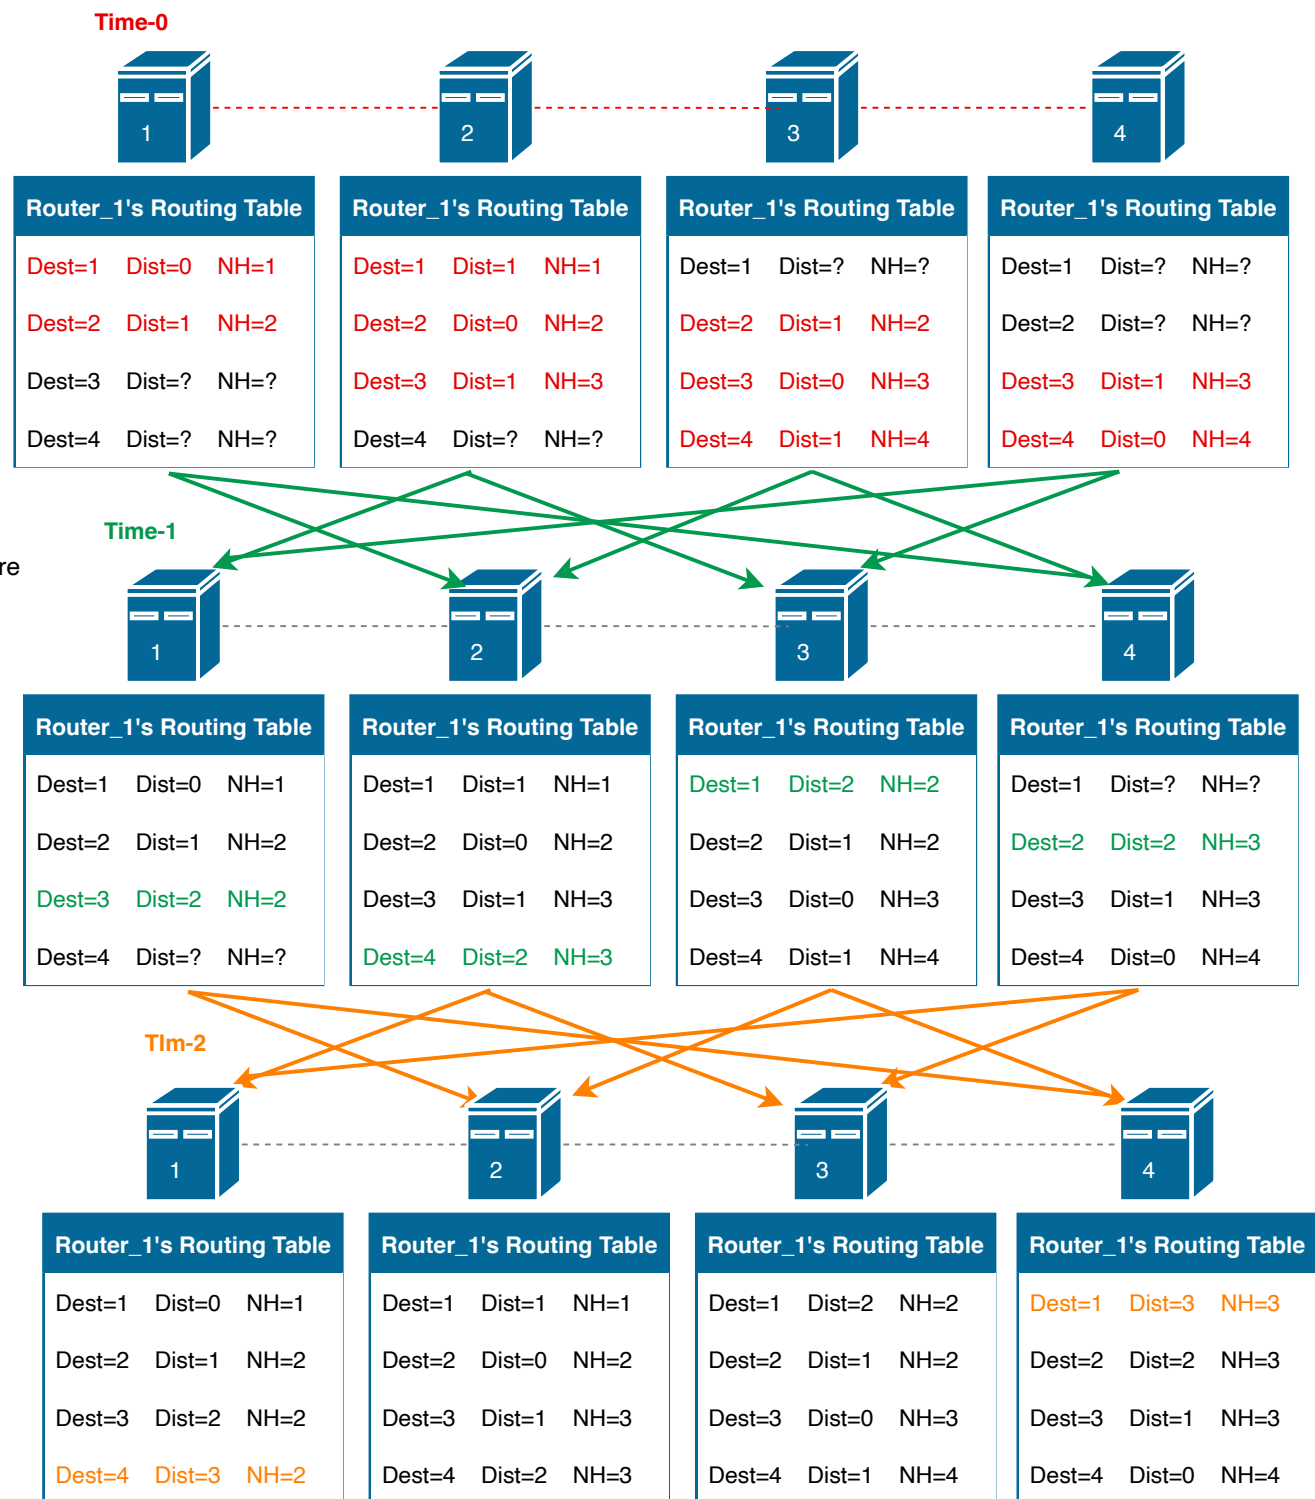 Time-0
1 2 3 4
Router_1's Routing Table Router_1's Routing Table Router_1's Routing Table Router_1's Routing Table
Dest=1 Dist=0 NH=1 Dest=1 Dist=1 NH=1 Dest=1 Dist=? NH=? Dest=1 Dist=? NH=?
Dest=2 Dist=1 NH=2 Dest=2 Dist=0 NH=2 Dest=2 Dist=1 NH=2 Dest=2 Dist=? NH=?
Dest=3 Dist=? NH=? Dest=3 Dist=1 NH=3 Dest=3 Dist=0 NH=3 Dest=3 Dist=1 NH=3
Dest=4 Dist=? NH=? Dest=4 Dist=? NH=? Dest=4 Dist=1 NH=4 Dest=4 Dist=0 NH=4
Time-1
re
1 2 3 4
Router_1's Routing Table Router_1's Routing Table Router_1's Routing Table Router_1's Routing Table
Dest=1 Dist=0 NH=1 Dest=1 Dist=1 NH=1 Dest=1 Dist=2 NH=2 Dest=1 Dist=? NH=?
Dest=2 Dist=1 NH=2 Dest=2 Dist=0 NH=2 Dest=2 Dist=1 NH=2 Dest=2 Dist=2 NH=3
Dest=3 Dist=2 NH=2 Dest=3 Dist=1 NH=3 Dest=3 Dist=0 NH=3 Dest=3 Dist=1 NH=3
Dest=4 Dist=? NH=? Dest=4 Dist=2 NH=3 Dest=4 Dist=1 NH=4 Dest=4 Dist=0 NH=4
TIm-2
1 2 3 4
Router_1's Routing Table Router_1's Routing Table Router_1's Routing Table Router_1's Routing Table
Dest=1 Dist=0 NH=1 Dest=1 Dist=1 NH=1 Dest=1 Dist=2 NH=2 Dest=1 Dist=3 NH=3
Dest=2 Dist=1 NH=2 Dest=2 Dist=0 NH=2 Dest=2 Dist=1 NH=2 Dest=2 Dist=2 NH=3
Dest=3 Dist=2 NH=2 Dest=3 Dist=1 NH=3 Dest=3 Dist=0 NH=3 Dest=3 Dist=1 NH=3
Dest=4 Dist=3 NH=2 Dest=4 Dist=2 NH=3 Dest=4 Dist=1 NH=4 Dest=4 Dist=0 NH=4